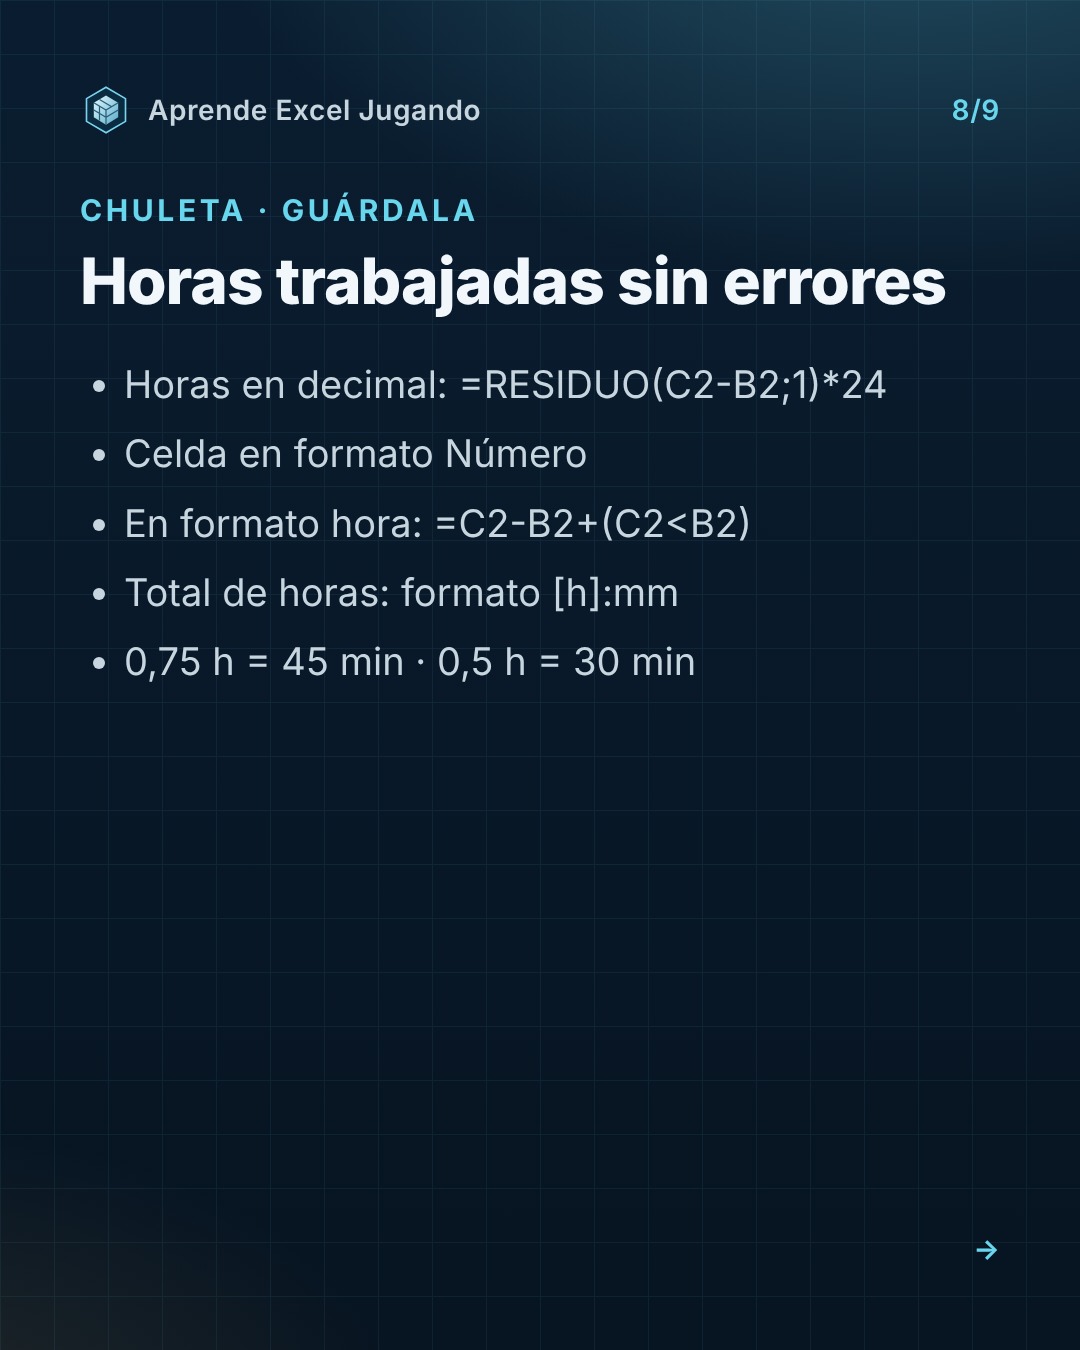 Aprende Excel Jugando
8/9
CHULETA · GUÁRDALA
Horas trabajadas sin errores
• Horas en decimal: =RESIDUO(C2-B2;1)*24
• Celda en formato Número
• En formato hora: =C2-B2+(C2<B2)
• Total de horas: formato [h]:mm
• 0,75 h = 45 min · 0,5 h = 30 min
→